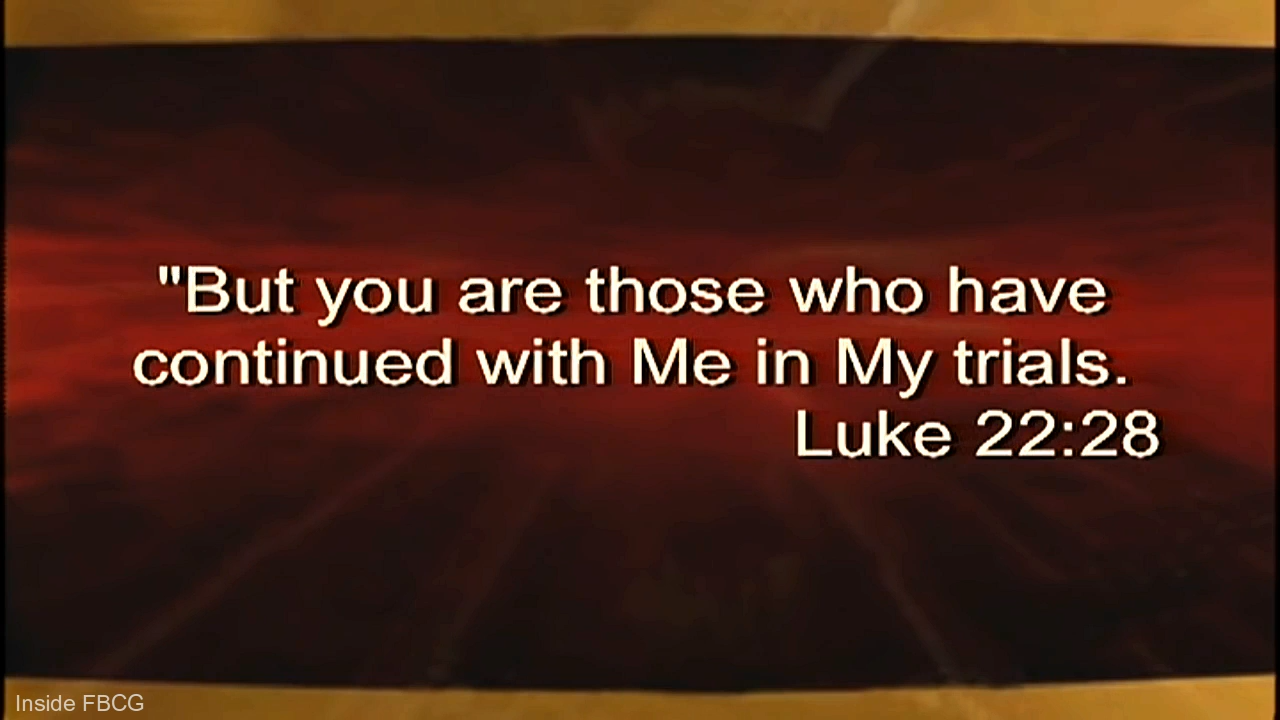 "But you are those who have
continued with Me in My trials.
Luke 22:28
Inside FBCG